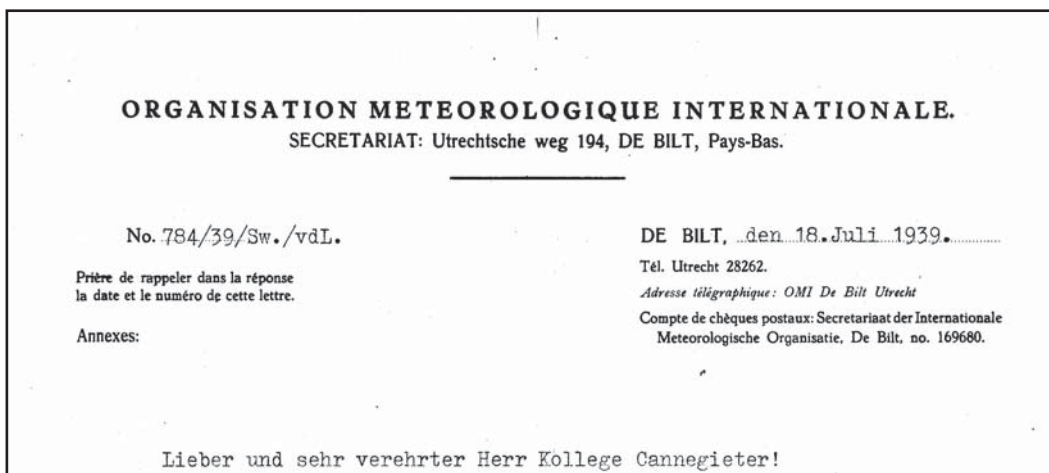 ORGANISATION METEOROLOGIQUE INTERNATIONALE.
SECRETARIAT: Utrechtsche weg 194, DE BILT, Pays-Bas.
No. 784/39/Sw./vdL.
Prière de rappeler dans la réponse
la date et le numéro de cette lettre.
Annexes:
DE BILT, den 18.Juli 1939.
Tél. Utrecht 28262.
Adresse télégraphique: OMI De Bilt Utrecht
Compte de chèques postaux: Secretariaat der Internationale
Meteorologische Organisatie, De Bilt, no. 169680.
Lieber und sehr verehrter Herr Kollege Cannegieter!